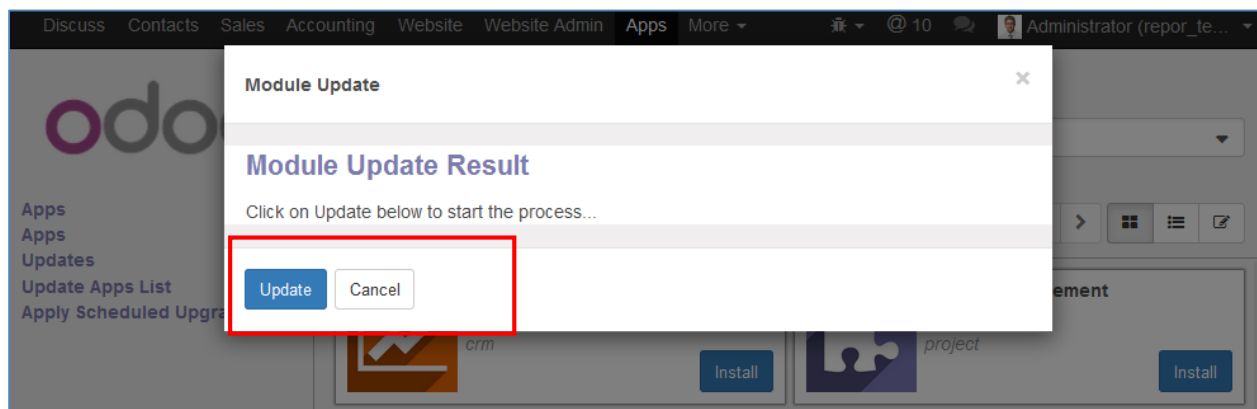 Discuss Contacts Sales Accounting Website Website Admin Apps More @ 10 Administrator (repor_te...
Module Update ×
odoo
Module Update Result
Click on Update below to start the process...
Apps
Apps
Updates
Update Apps List
Apply Scheduled Upgra
Update Cancel
ement
crm
project
Install
Install